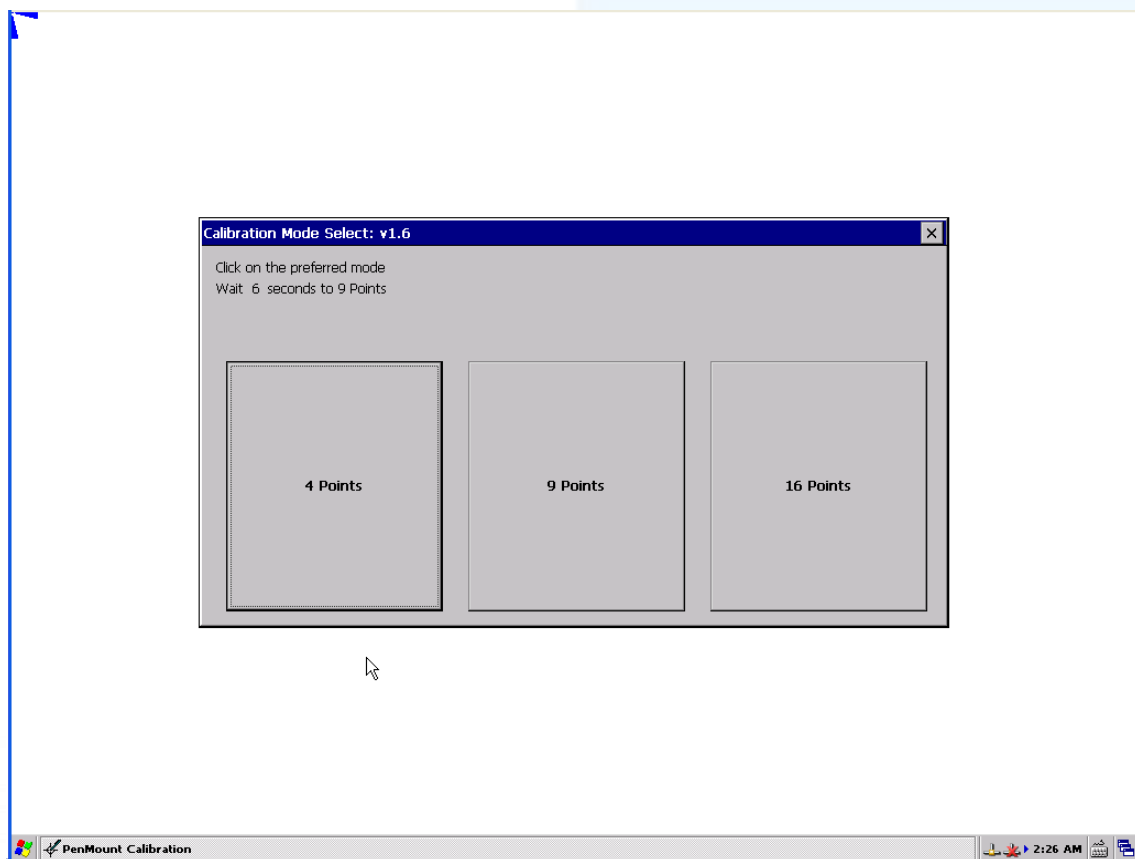 Calibration Mode Select: v1.6
Click on the preferred mode
Wait 6 seconds to 9 Points
4 Points
9 Points
16 Points
PenMount Calibration
2:26 AM